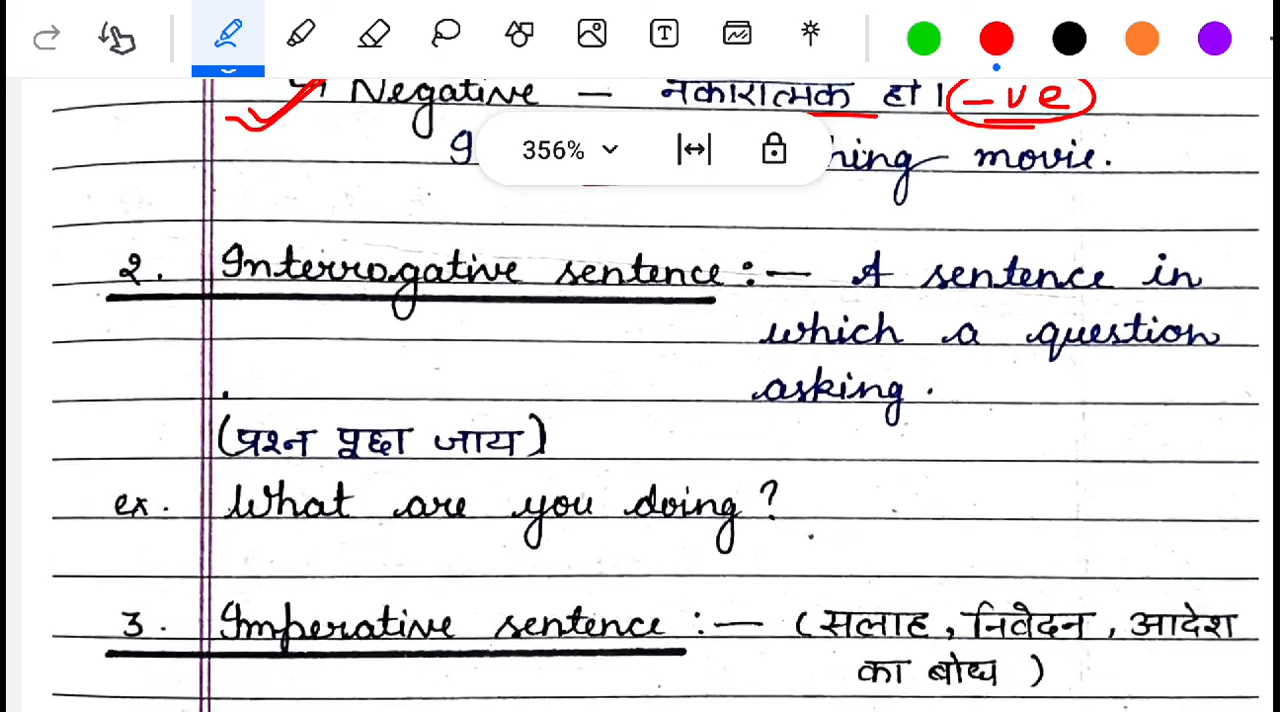 Negative — नकारात्मक हो। -ve
356%
movie.
2. Interrogative sentence :— A sentence in
which a question
asking.
(प्रश्न पूछा जाय)
ex. What are you doing?
3. Imperative sentence :— (सलाह, निवेदन, आदेश
का बोध)